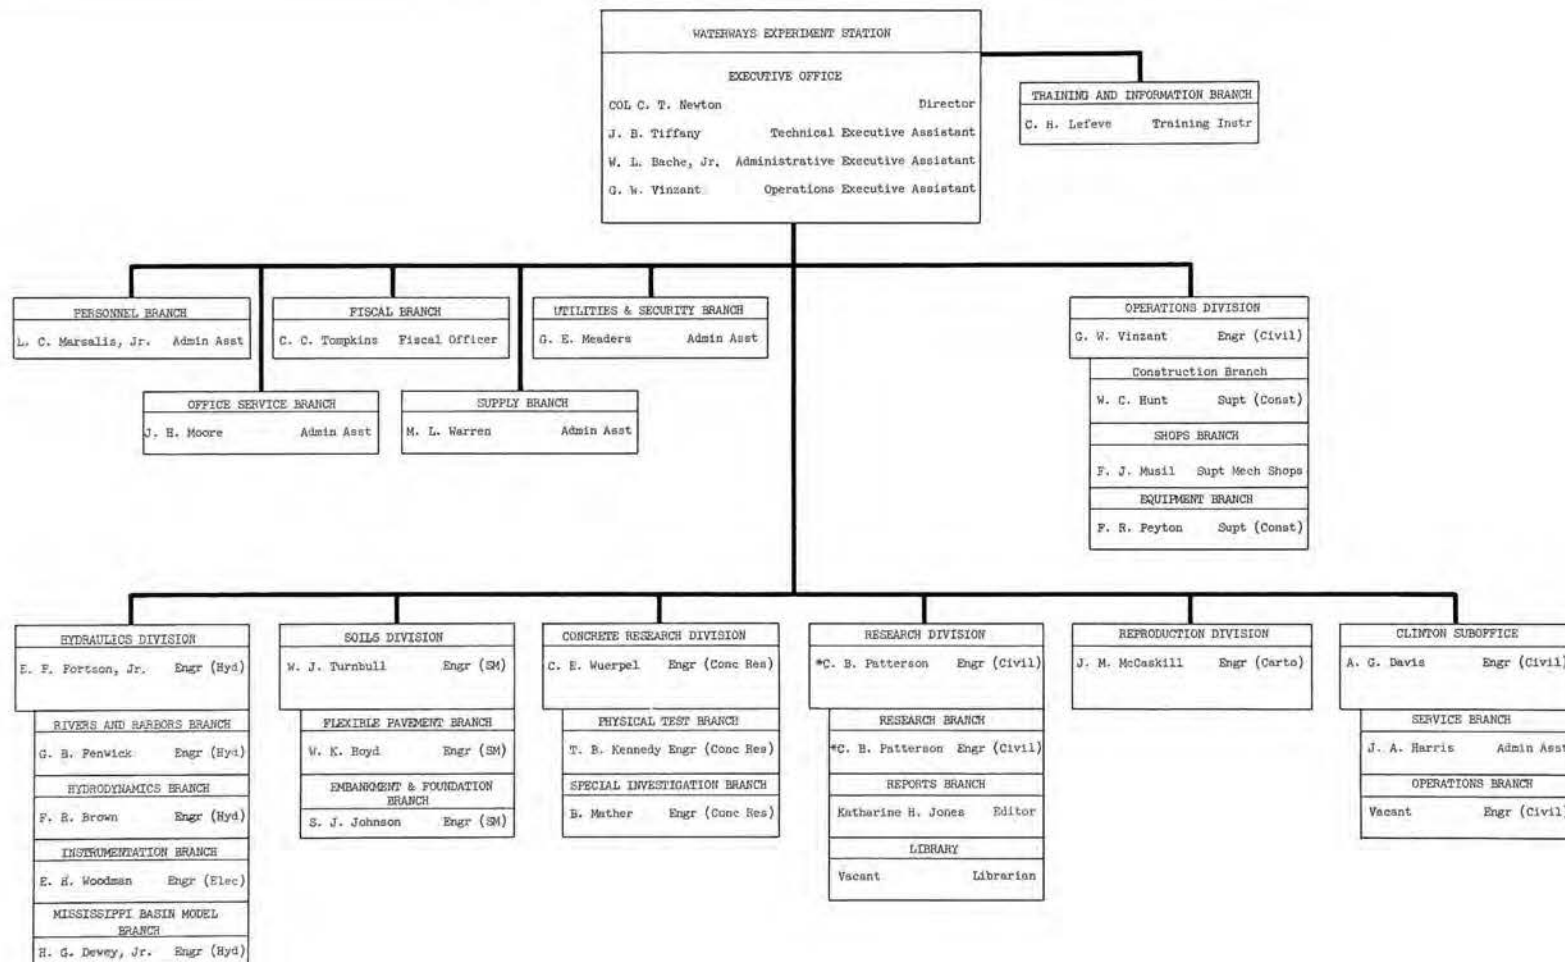 WATERWAYS EXPERIMENT STATION
EXECUTIVE OFFICE
COL C. T. Newton Director
J. B. Tiffany Technical Executive Assistant
W. L. Bache, Jr. Administrative Executive Assistant
G. W. Vinzant Operations Executive Assistant
TRAINING AND INFORMATION BRANCH
C. H. Lefeve Training Instr
PERSONNEL BRANCH
L. C. Marsalis, Jr. Admin Asst
FISCAL BRANCH
C. C. Tompkins Fiscal Officer
UTILITIES & SECURITY BRANCH
G. E. Meaders Admin Asst
OFFICE SERVICE BRANCH
J. H. Moore Admin Asst
SUPPLY BRANCH
M. L. Warren Admin Asst
OPERATIONS DIVISION
G. W. Vinzant Engr (Civil)
Construction Branch
W. C. Hunt Supt (Const)
SHOPS BRANCH
F. J. Musil Supt Mech Shops
EQUIPMENT BRANCH
F. R. Peyton Supt (Const)
HYDRAULICS DIVISION
E. F. Fortson, Jr. Engr (Hyd)
RIVERS AND HARBORS BRANCH
G. B. Fenwick Engr (Hyd)
HYDRODYNAMICS BRANCH
F. R. Brown Engr (Hyd)
INSTRUMENTATION BRANCH
E. H. Woodman Engr (Elec)
MISSISSIPPI BASIN MODEL
BRANCH
H. G. Dewey, Jr. Engr (Hyd)
SOILS DIVISION
W. J. Turnbull Engr (SM)
FLEXIBLE PAVEMENT BRANCH
W. K. Boyd Engr (SM)
EMBANKMENT & FOUNDATION
BRANCH
S. J. Johnson Engr (SM)
CONCRETE RESEARCH DIVISION
C. E. Wuerpel Engr (Conc Res)
PHYSICAL TEST BRANCH
T. B. Kennedy Engr (Conc Res)
SPECIAL INVESTIGATION BRANCH
B. Mather Engr (Conc Res)
RESEARCH DIVISION
*C. B. Patterson Engr (Civil)
RESEARCH BRANCH
*C. B. Patterson Engr (Civil)
REPORTS BRANCH
Katharine H. Jones Editor
LIBRARY
Vacant Librarian
REPRODUCTION DIVISION
J. M. McCaskill Engr (Carto)
CLINTON SUBOFFICE
A. G. Davis Engr (Civil)
SERVICE BRANCH
J. A. Harris Admin Asst
OPERATIONS BRANCH
Vacant Engr (Civil)